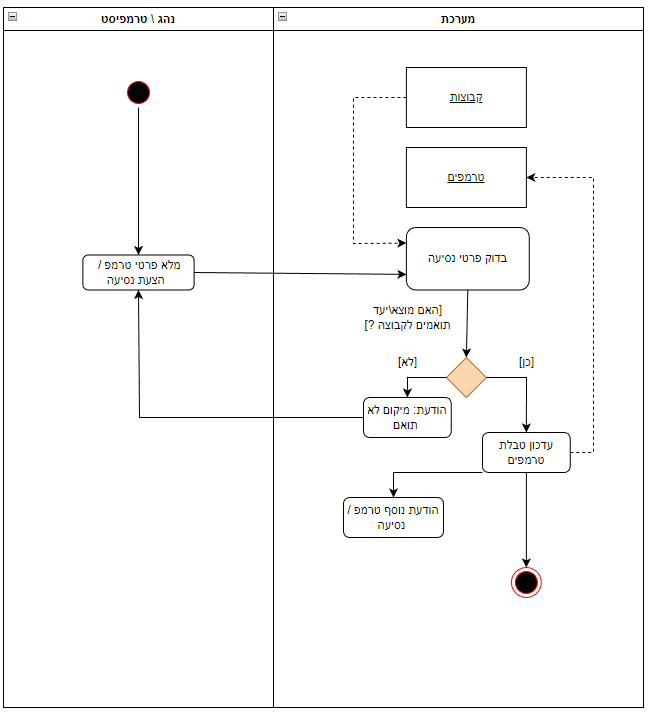 נהג \ טרמפיסט
מערכת
קבוצות
טרמפים
בדוק פרטי נסיעה
מלא פרטי טרמפ /
הצעת נסיעה
[האם מוצא\יעד
תואמים לקבוצה ?]
[לא]
[כן]
הודעת: מיקום לא
תואם
עדכון טבלת
טרמפים
הודעת נוסף טרמפ /
נסיעה